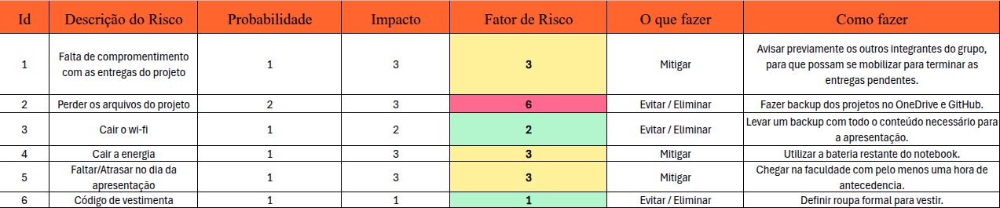 Id Descrição do Risco Probabilidade Impacto Fator de Risco O que fazer Como fazer
1 Falta de compromentimento com as entregas do projeto 1 3 3 Mitigar Avisar previamente os outros integrantes do grupo, para que possam se mobilizar para terminar as entregas pendentes.
2 Perder os arquivos do projeto 2 3 6 Evitar / Eliminar Fazer backup dos projetos no OneDrive e GitHub.
3 Cair o wi-fi 1 2 2 Evitar / Eliminar Levar um backup com todo o conteúdo necessário para a apresentação.
4 Cair a energia 1 3 3 Mitigar Utilizar a bateria restante do notebook.
5 Faltar/Atrasar no dia da apresentação 1 3 3 Mitigar Chegar na faculdade com pelo menos uma hora de antecedencia.
6 Código de vestimenta 1 1 1 Evitar / Eliminar Definir roupa formal para vestir.